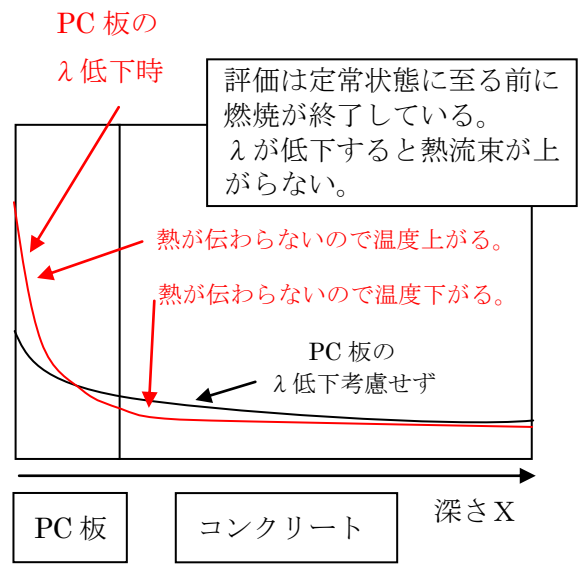 PC 板の
λ低下時
評価は定常状態に至る前に
燃焼が終了している。
λが低下すると熱流束が上
がらない。
熱が伝わらないので温度上がる。
熱が伝わらないので温度下がる。
PC 板の
λ低下考慮せず
深さX
PC 板
コンクリート